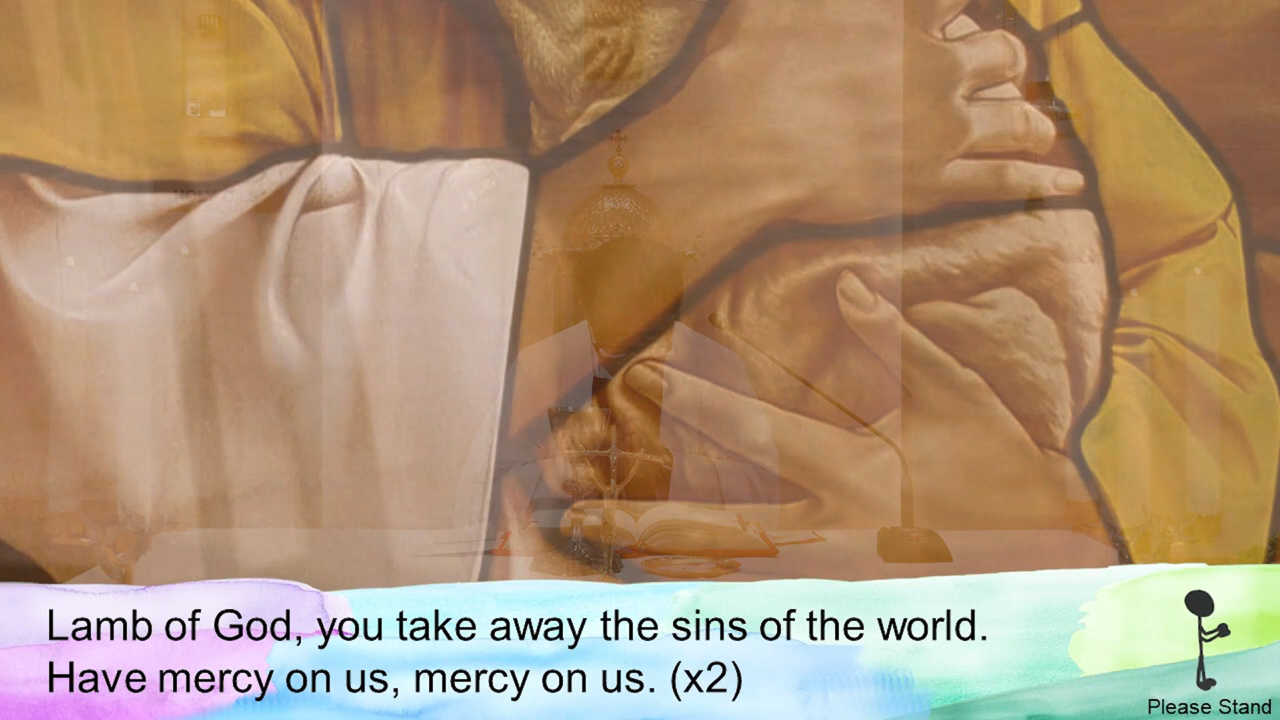 Lamb of God, you take away the sins of the world.
Have mercy on us, mercy on us. (x2)
Please Stand